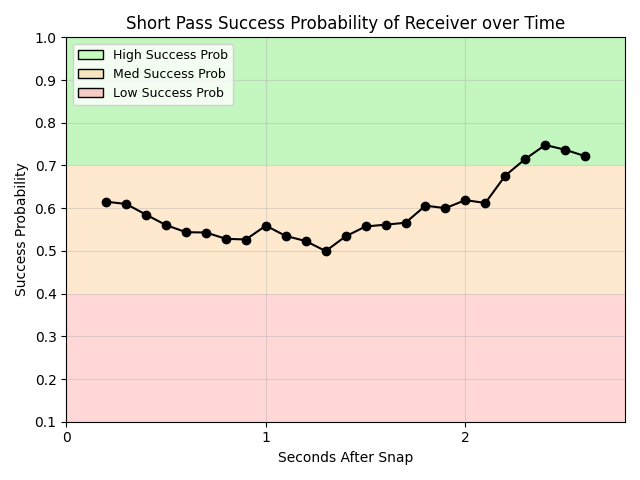 Short Pass Success Probability of Receiver over Time
1.0
High Success Prob
0.9
Med Success Prob
Low Success Prob
0.8
0.7
0.6
Success Probability
0.5
0.4
0.3
0.2
0.1
0
1
2
Seconds After Snap